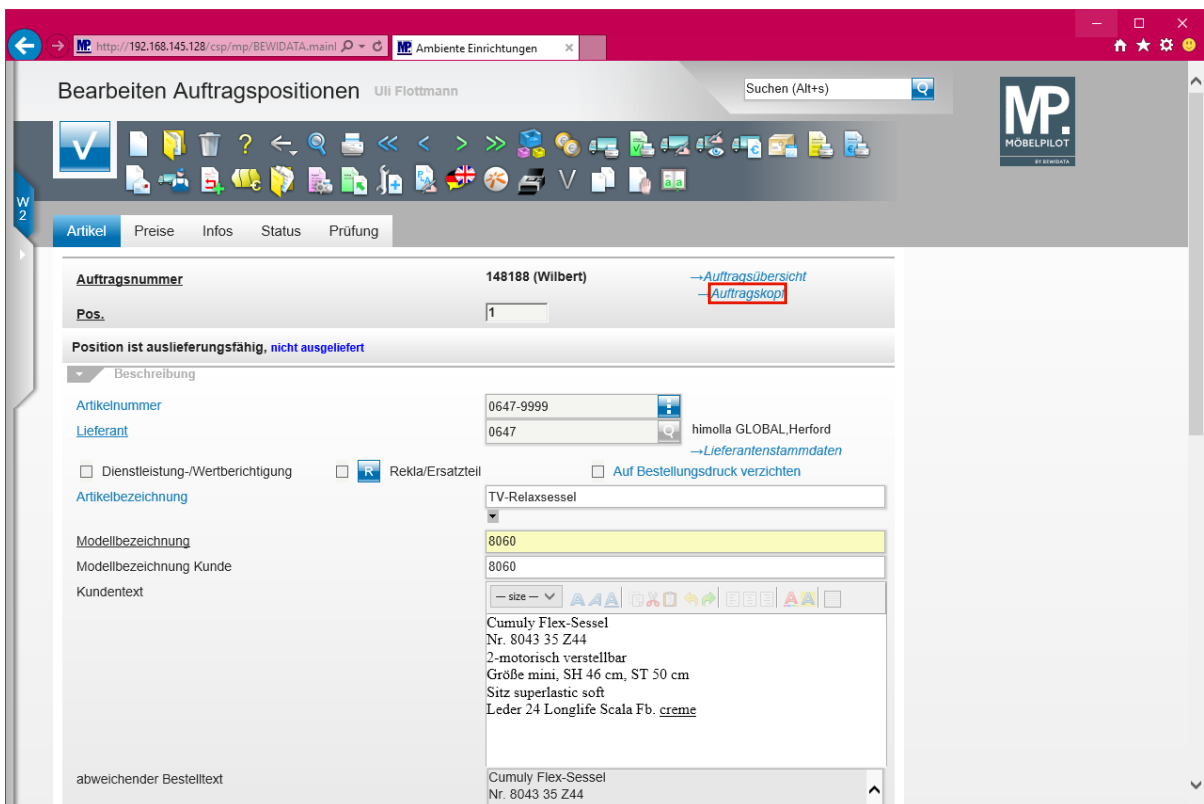 http://192.168.145.128/csp/mp/BEWIDATA.mainl
MP. Ambiente Einrichtungen
Bearbeiten Auftragspositionen Uli Flottmann
Suchen (Alt+s)
MP.
MÖBELPILOT
BY BEWIDATA
W
2
Artikel Preise Infos Status Prüfung
Auftragsnummer 148188 (Wilbert) →Auftragsübersicht
→Auftragskopf
Pos. 1
Position ist auslieferungsfähig, nicht ausgeliefert
Beschreibung
Artikelnummer 0647-9999
Lieferant 0647 himolla GLOBAL,Herford
→Lieferantenstammdaten
Dienstleistung-/Wertberichtigung R Rekla/Ersatzteil Auf Bestellungsdruck verzichten
Artikelbezeichnung TV-Relaxsessel
Modellbezeichnung 8060
Modellbezeichnung Kunde 8060
Kundentext — size —
Cumuly Flex-Sessel
Nr. 8043 35 Z44
2-motorisch verstellbar
Größe mini, SH 46 cm, ST 50 cm
Sitz superlastic soft
Leder 24 Longlife Scala Fb. creme
abweichender Bestelltext Cumuly Flex-Sessel
Nr. 8043 35 Z44